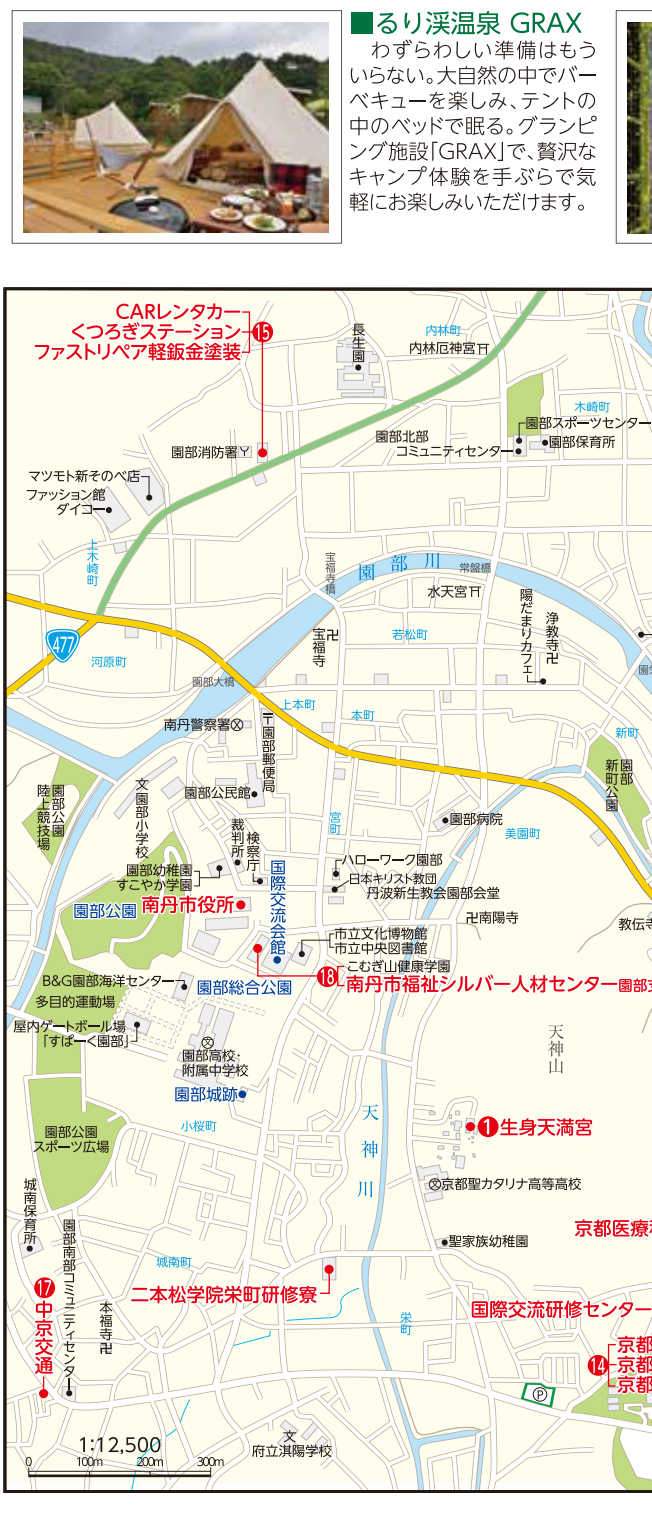 ■るり渓温泉 GRAX
わずらわしい準備はもう
いらない。大自然の中でバー
ベキューを楽しみ、テントの
中のベッドで眠る。グランピ
ング施設「GRAX」で、贅沢な
キャンプ体験を手ぶらで気
軽にお楽しみいただけます。
CARレンタカー
くつろぎステーション
ファストリペア軽鈑金塗装
15
長生園
内林町
内林厄神宮
木崎町
園部スポーツセンター
園部保育所
園部北部
コミュニティセンター
園部消防署
マツモト新そのべ店
ファッション館
ダイコー
上木崎町
宝福寺橋
園部川
常盤橋
水天宮
陽だまりカフェ
浄教寺
477
河原町
宝福寺
若松町
園部大橋
上本町
本町
新町
南丹警察署
〒園部郵便局
園部公園
陸上競技場
文園部小学校
園部公民館
宮町
園部病院
美園町
園部
新町公園
裁判所
検察庁
国際交流会館
ハローワーク園部
日本キリスト教団
丹波新生教会園部会堂
園部幼稚園
すこやか学園
園部公園
南丹市役所
卍南陽寺
教伝寺
市立文化博物館
市立中央図書館
こむぎ山健康学園
18
南丹市福祉シルバー人材センター園部支
B&G園部海洋センター
園部総合公園
多目的運動場
屋内ゲートボール場
「すぱーく園部」
園部高校・
附属中学校
天神山
園部城跡
小桜町
天神川
1
生身天満宮
園部公園
スポーツ広場
京都聖カタリナ高等高校
城南保育所
園部南部コミュニティセンター
聖家族幼稚園
京都医療
城南町
17
中京交通
本福寺
二本松学院栄町研修寮
栄町
国際交流研修センター
14
京都
京都
京都
P
文
府立淇陽学校
1:12,500
0 100m 200m 300m